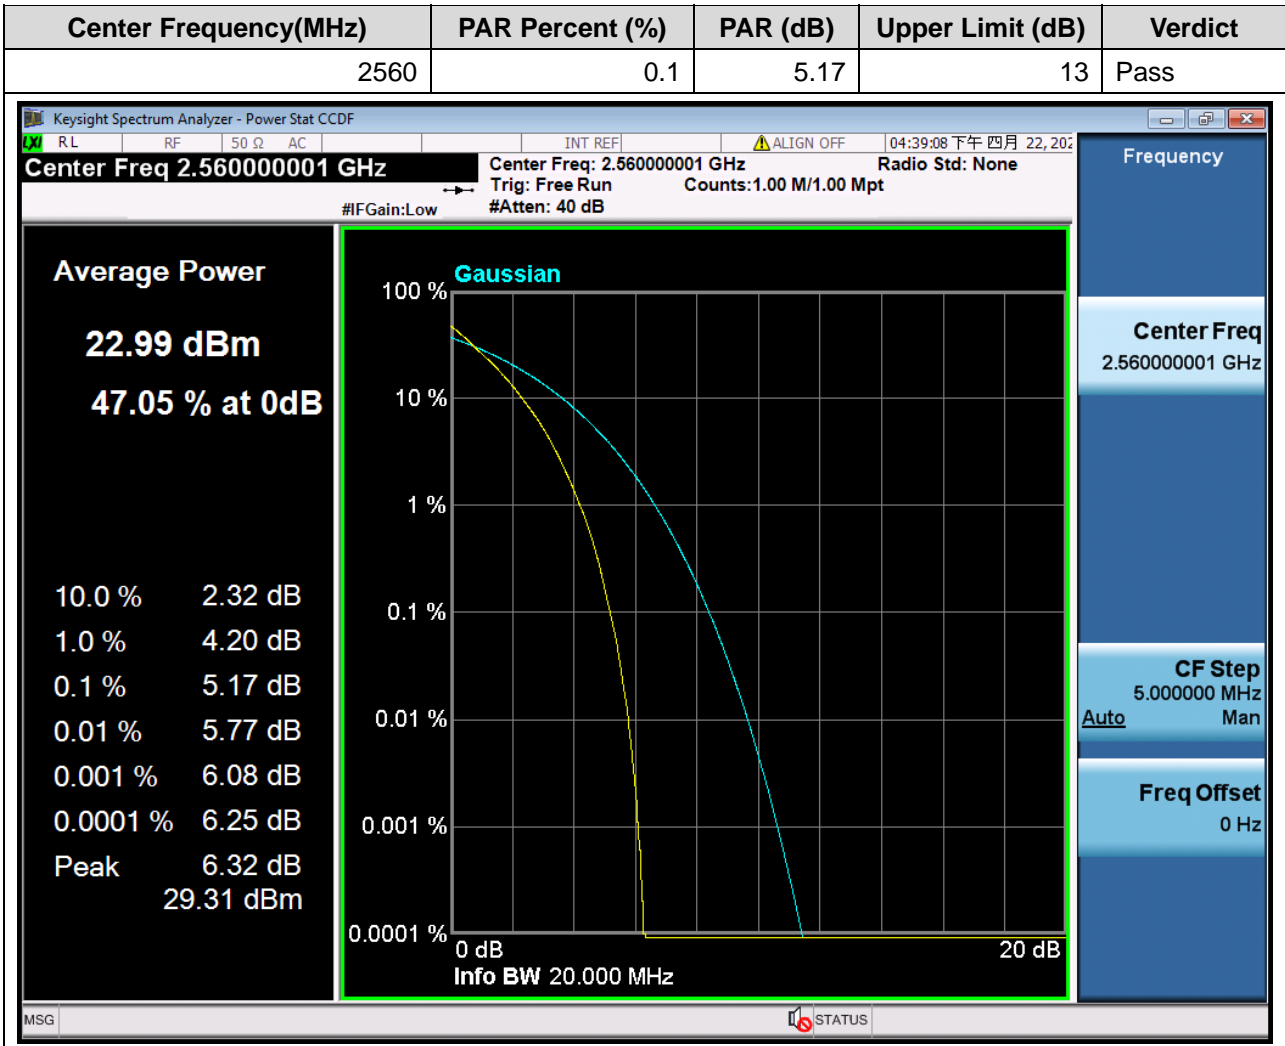 Center Frequency(MHz) PAR Percent (%) PAR (dB) Upper Limit (dB) Verdict
2560 0.1 5.17 13 Pass
Keysight Spectrum Analyzer - Power Stat CCDF
LXI RL RF 50 Ω AC INT REF ALIGN OFF 04:39:08 下午 四月 22, 202
Center Freq 2.560000001 GHz
#IFGain:Low
Center Freq: 2.560000001 GHz Radio Std: None
Trig: Free Run Counts:1.00 M/1.00 Mpt
#Atten: 40 dB
Average Power
22.99 dBm
47.05 % at 0dB
10.0 % 2.32 dB
1.0 % 4.20 dB
0.1 % 5.17 dB
0.01 % 5.77 dB
0.001 % 6.08 dB
0.0001 % 6.25 dB
Peak 6.32 dB
29.31 dBm
Gaussian
100 %
10 %
1 %
0.1 %
0.01 %
0.001 %
0.0001 %
0 dB 20 dB
Info BW 20.000 MHz
Frequency
Center Freq
2.560000001 GHz
CF Step
5.000000 MHz
Auto Man
Freq Offset
0 Hz
MSG STATUS